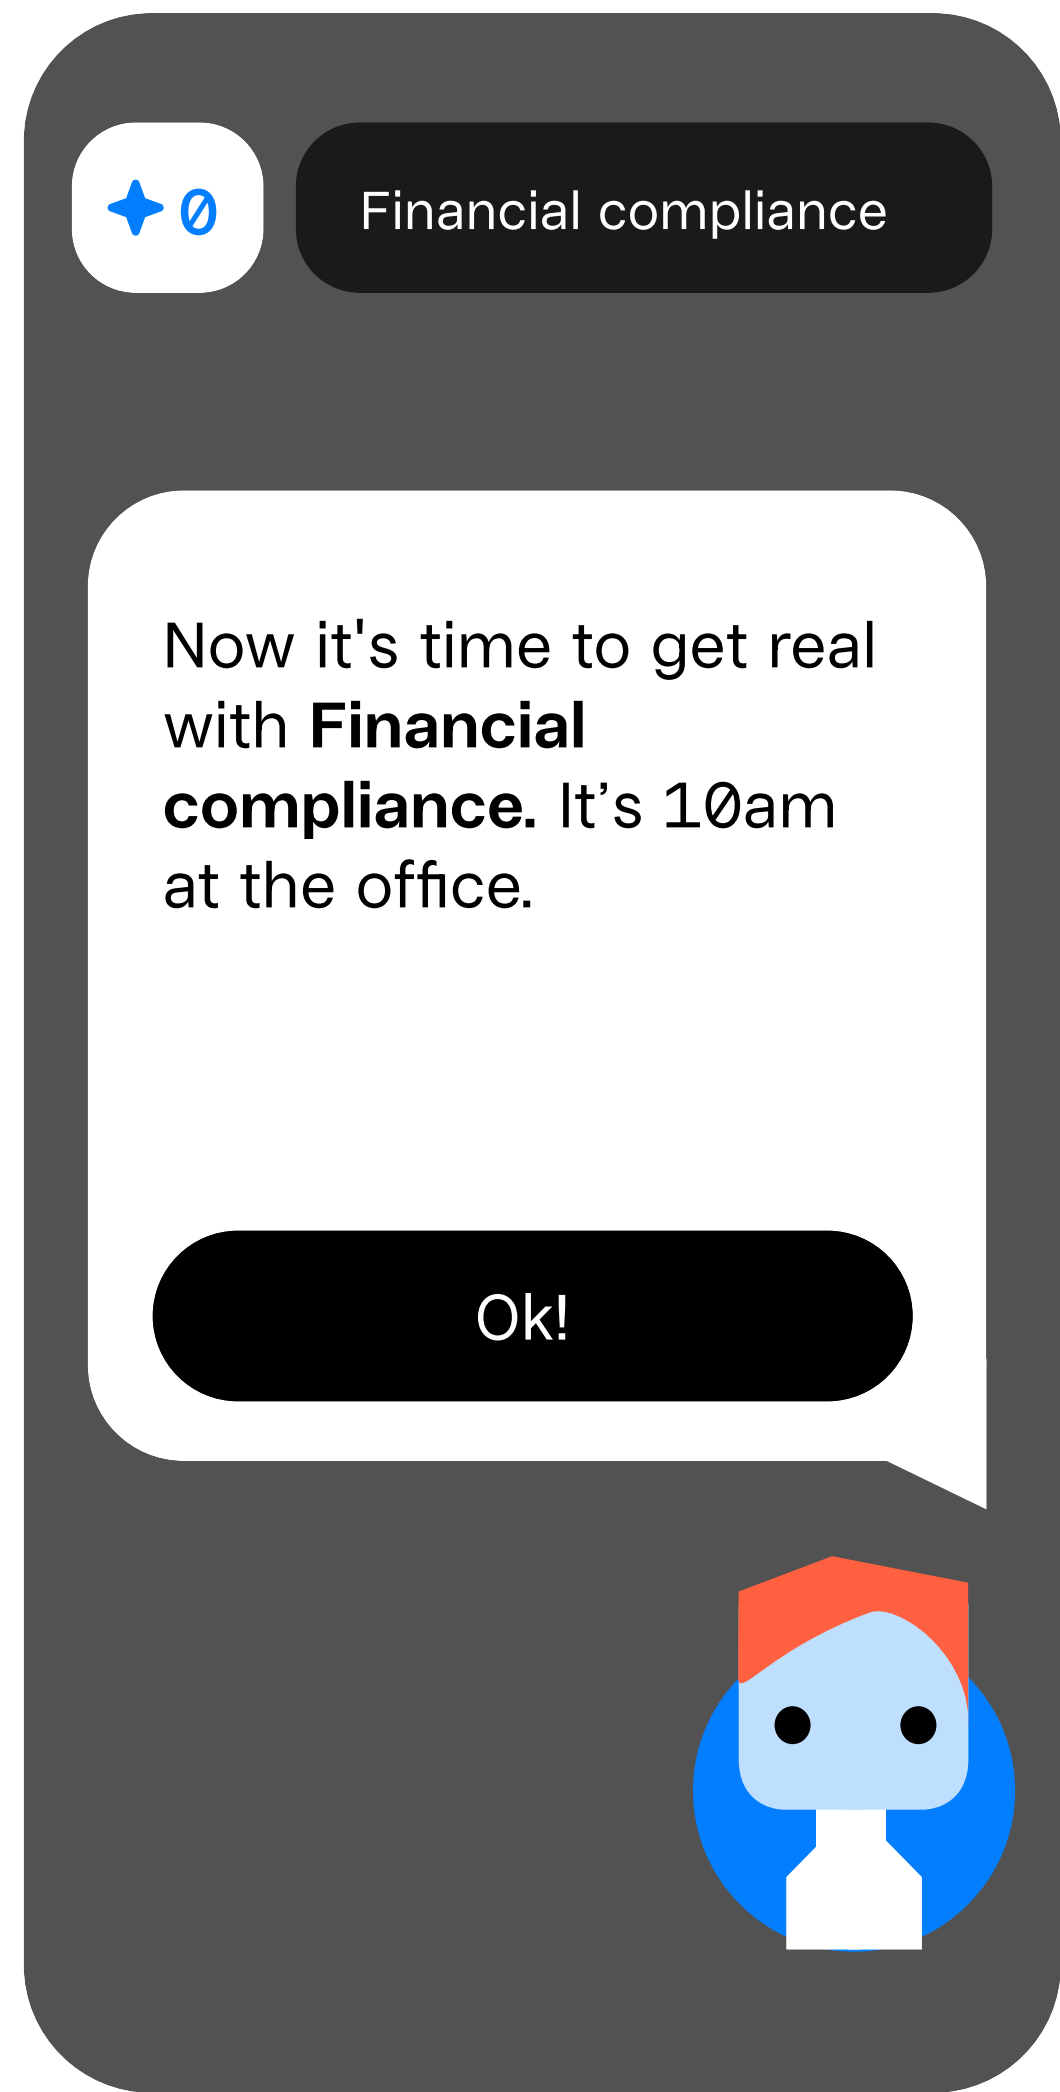 0
Financial compliance
Now it's time to get real
with Financial
compliance. It’s 10am
at the office.
Ok!